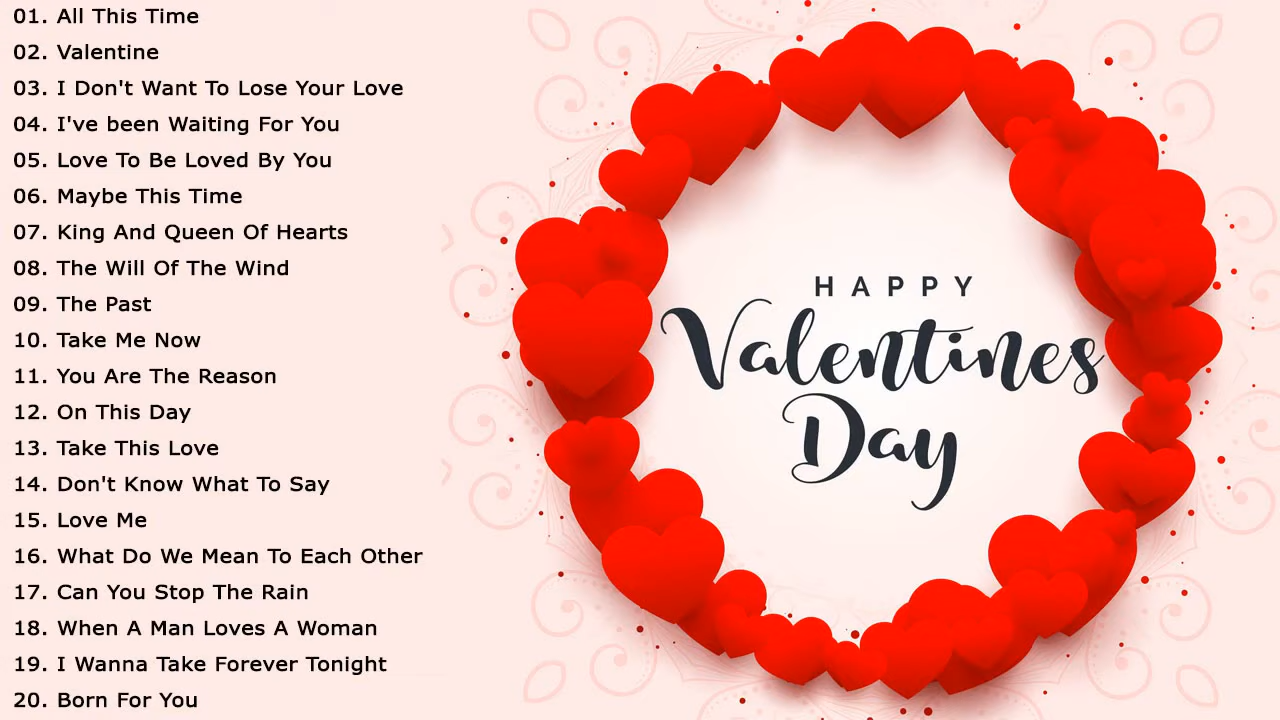 01. All This Time
02. Valentine
03. I Don't Want To Lose Your Love
04. I've been Waiting For You
05. Love To Be Loved By You
06. Maybe This Time
07. King And Queen Of Hearts
08. The Will Of The Wind
09. The Past
10. Take Me Now
11. You Are The Reason
12. On This Day
13. Take This Love
14. Don't Know What To Say
15. Love Me
16. What Do We Mean To Each Other
17. Can You Stop The Rain
18. When A Man Loves A Woman
19. I Wanna Take Forever Tonight
20. Born For You
HAPPY
Valentines
Day